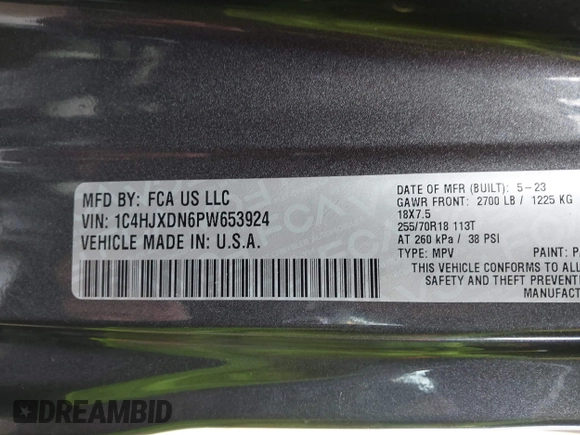 MFD BY: FCA US LLC
VIN: 1C4HJXDN6PW653924
VEHICLE MADE IN: U.S.A.
DATE OF MFR (BUILT): 5-23
GAWR FRONT: 2700 LB / 1225 KG
18X7.5
255/70R18 113T
AT 260 kPa / 38 PSI
TYPE: MPV PAINT:
THIS VEHICLE CONFORMS TO ALL
SAFETY AND THEFT
FCA
DREAMBID